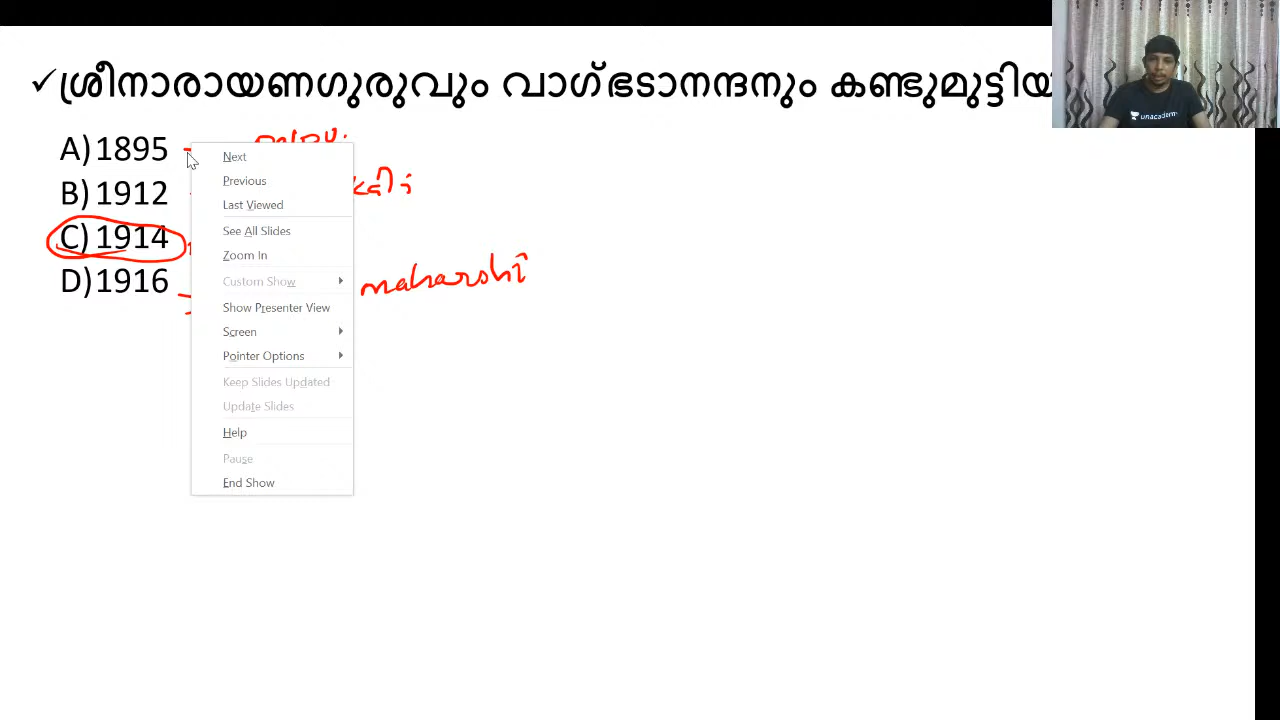 ✓ശ്രീനാരായണഗുരുവും വാഗ്ഭടാനന്ദനും കണ്ടുമുട്ടിയ
A) 1895
B) 1912
C) 1914
D) 1916
maharshi
Next
Previous
Last Viewed
See All Slides
Zoom In
Custom Show
Show Presenter View
Screen
Pointer Options
Keep Slides Updated
Update Slides
Help
Pause
End Show
unacademy